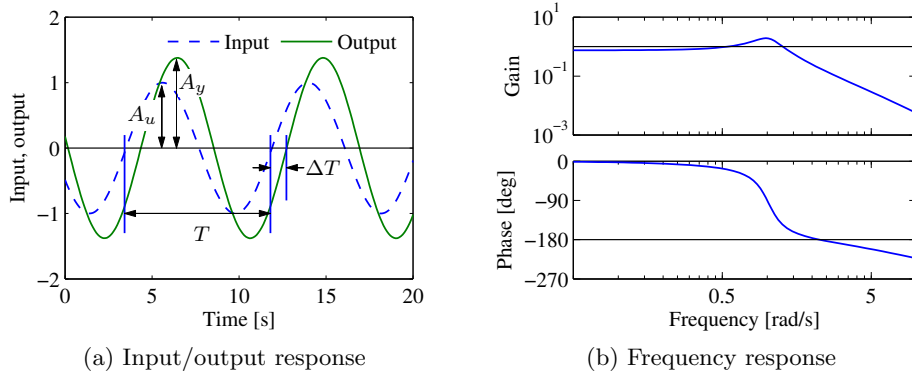 2
1
0
−1
−2
Input, output
Input
Output
A_u
A_y
ΔT
T
0
5
10
15
20
Time [s]
(a) Input/output response
10^1
10^−1
10^−3
Gain
0
−90
−180
−270
Phase [deg]
0.5
5
Frequency [rad/s]
(b) Frequency response